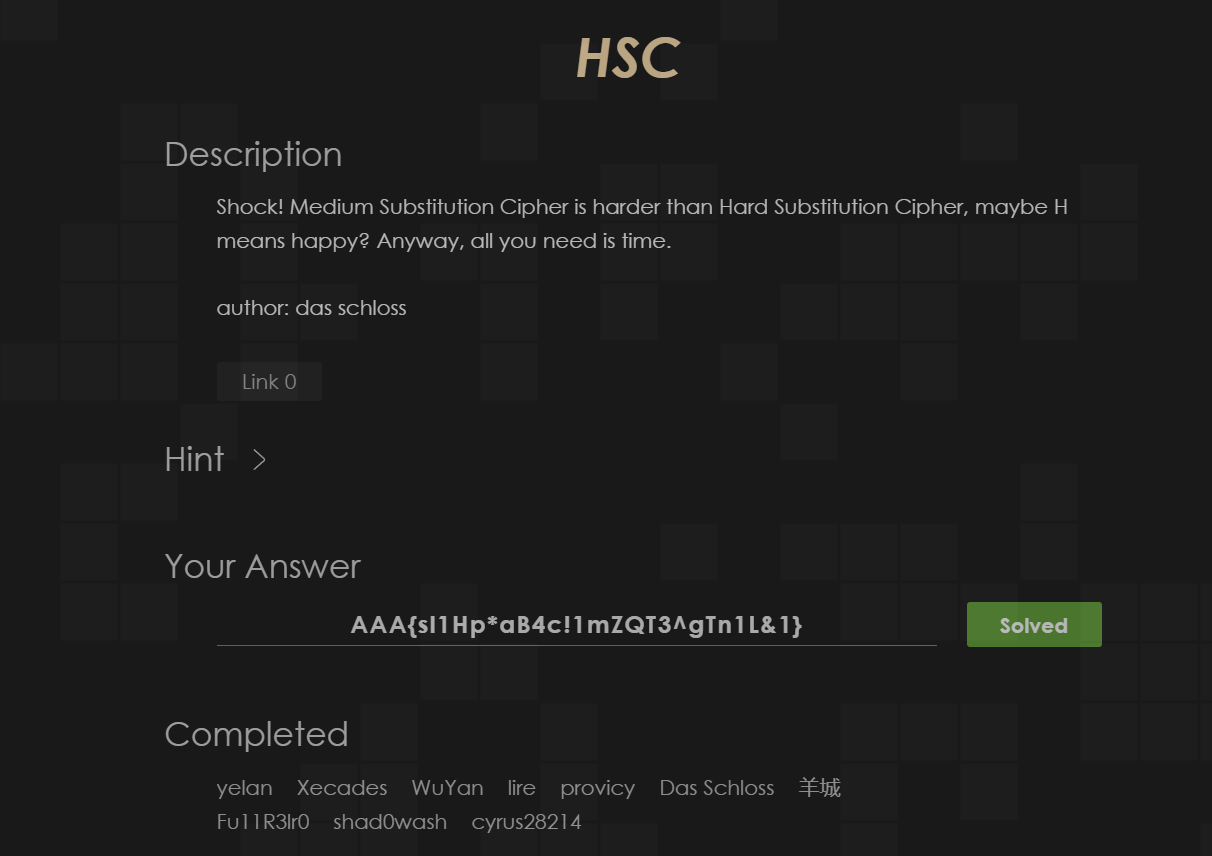 HSC
Description
Shock! Medium Substitution Cipher is harder than Hard Substitution Cipher, maybe H
means happy? Anyway, all you need is time.
author: das schloss
Link 0
Hint >
Your Answer
AAA{sI1Hp*aB4c!1mZQT3^gTn1L&1}
Solved
Completed
yelan Xecades WuYan lire provicy Das Schloss 羊城
Fu11R3lr0 shad0wash cyrus28214